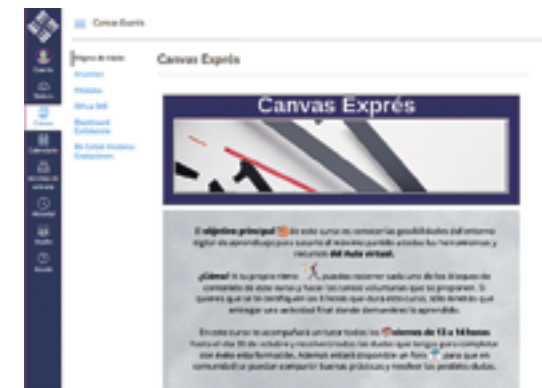 Canvas Exprés
Página de Inicio
Canvas Exprés
Anuncios
Módulos
Office 365
Canvas Exprés
Calendario
Historial
Ayuda
El objetivo principal de este curso es conocer las posibilidades del entorno
digital de aprendizaje para sacarle el máximo partido a todas las herramientas y
recursos del Aula virtual.
¿Cómo? A tu propio ritmo, puedes recorrer cada uno de los bloques de
contenido de este curso y hacer las tareas voluntarias que se proponen. Si
quieres que se te certifiquen las horas que dura este curso, sólo tendrás que
entregar una actividad final donde demuestres lo aprendido.
En este curso te acompañará un tutor todos los viernes de 13 a 14 horas
hasta el día 30 de octubre y resolverá todas las dudas que tengas para completar
con éxito esta formación. Además estará disponible un foro para que en
comunidad se puedan compartir buenas prácticas y resolver las posibles dudas.